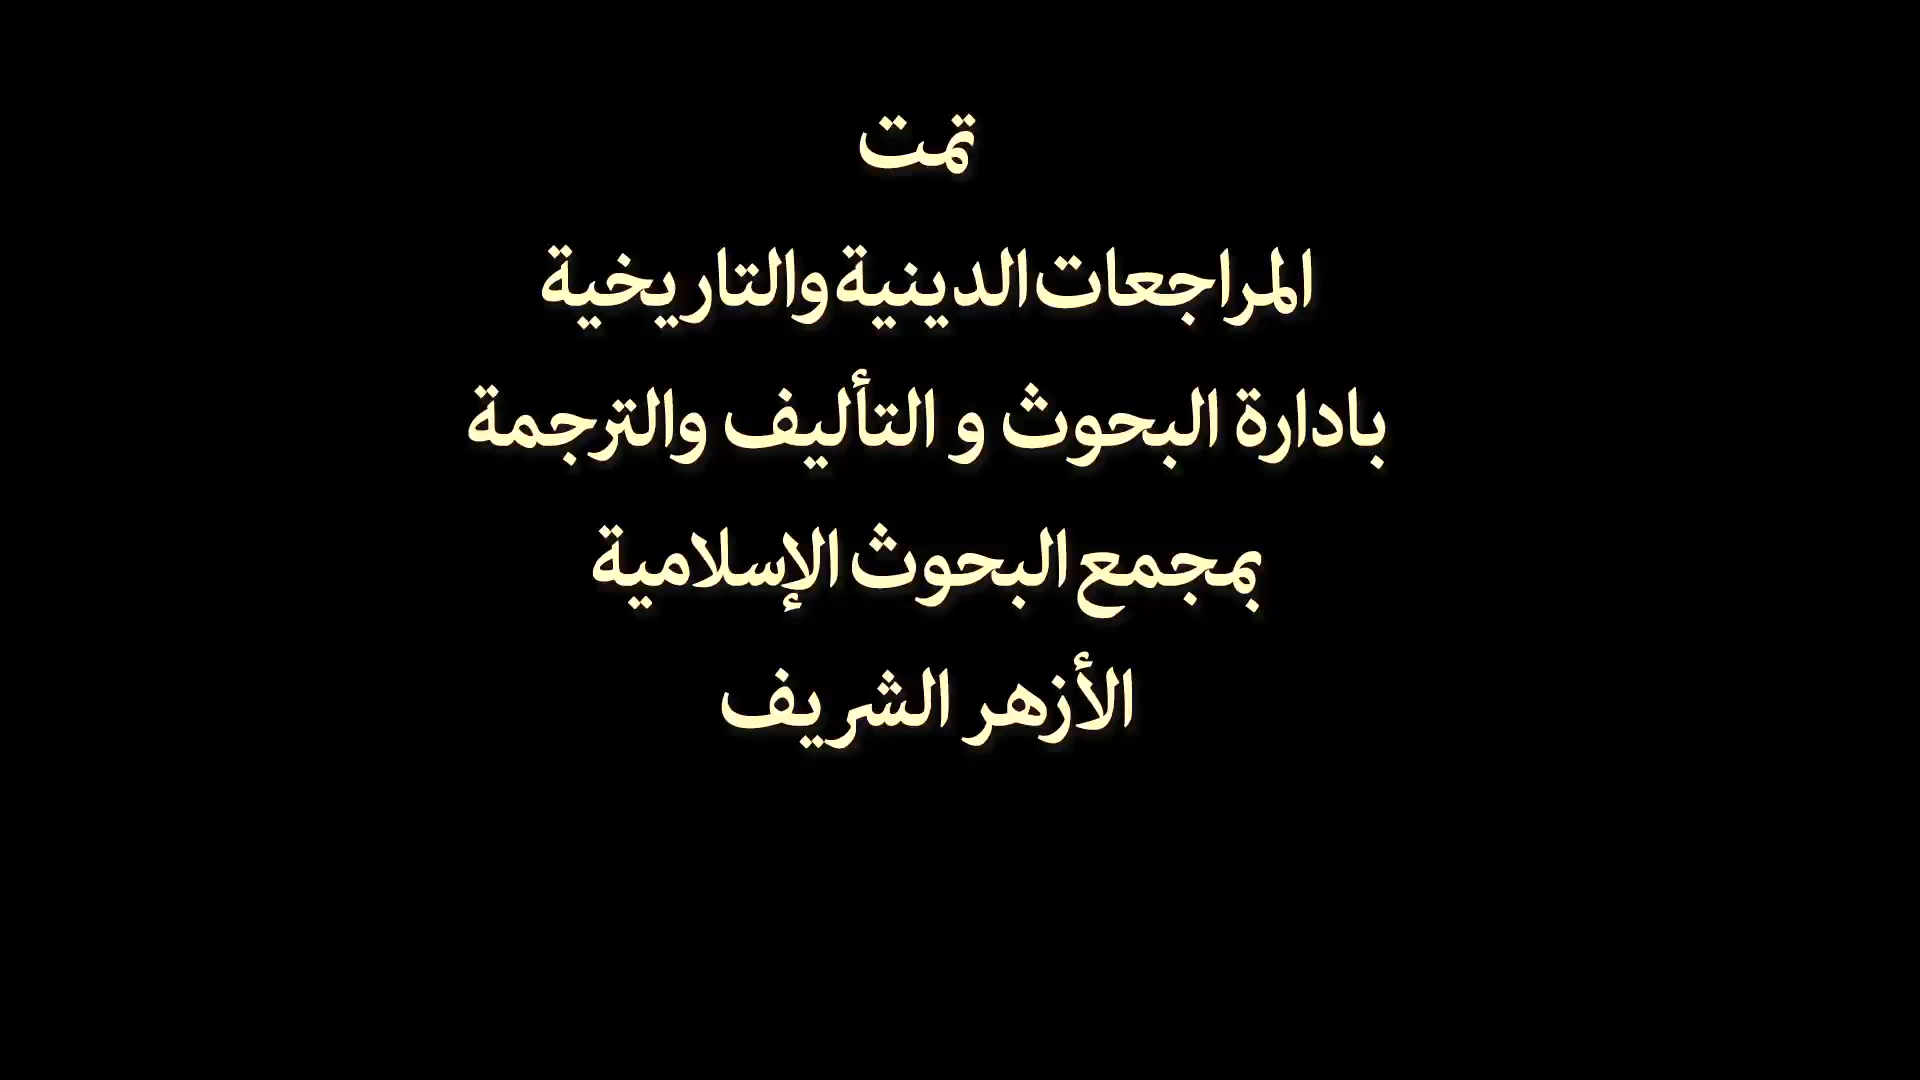 تمت
المراجعات الدينية والتاريخية
بادارة البحوث و التأليف والترجمة
بمجمع البحوث الإسلامية
الأزهر الشريف